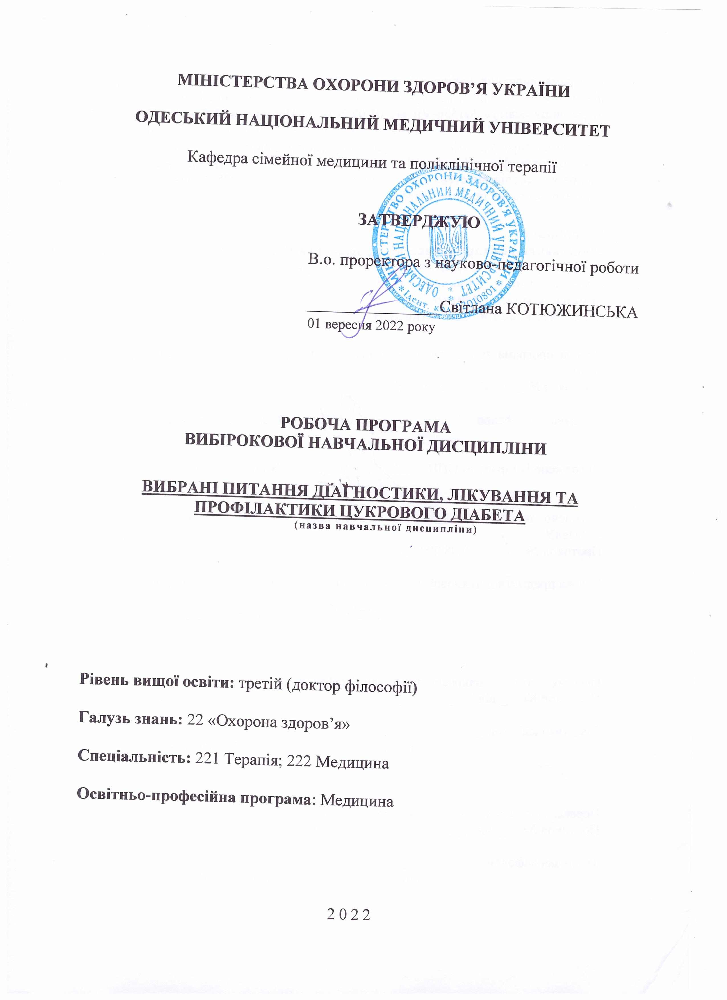 МІНІСТЕРСТВА ОХОРОНИ ЗДОРОВ’Я УКРАЇНИ
ОДЕСЬКИЙ НАЦІОНАЛЬНИЙ МЕДИЧНИЙ УНІВЕРСИТЕТ
Кафедра сімейної медицини та поліклінічної терапії
ЗАТВЕРДЖУЮ
В.о. проректора з науково-педагогічної роботи
Світлана КОТЮЖИНСЬКА
01 вересня 2022 року
МІНІСТЕРСТВО ОХОРОНИ ЗДОРОВ’Я УКРАЇНИ
ОДЕСЬКИЙ НАЦІОНАЛЬНИЙ МЕДИЧНИЙ УНІВЕРСИТЕТ
Ідент. код 02010801
РОБОЧА ПРОГРАМА
ВИБІРОКОВОЇ НАВЧАЛЬНОЇ ДИСЦИПЛІНИ
ВИБРАНІ ПИТАННЯ ДІАГНОСТИКИ, ЛІКУВАННЯ ТА
ПРОФІЛАКТИКИ ЦУКРОВОГО ДІАБЕТА
(назва навчальної дисципліни)
Рівень вищої освіти: третій (доктор філософії)
Галузь знань: 22 «Охорона здоров’я»
Спеціальність: 221 Терапія; 222 Медицина
Освітньо-професійна програма: Медицина
2 0 2 2